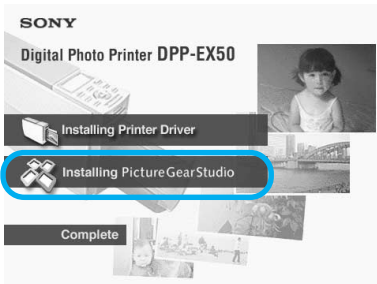 SONY
Digital Photo Printer DPP-EX50
Installing Printer Driver
Installing PictureGearStudio
Complete